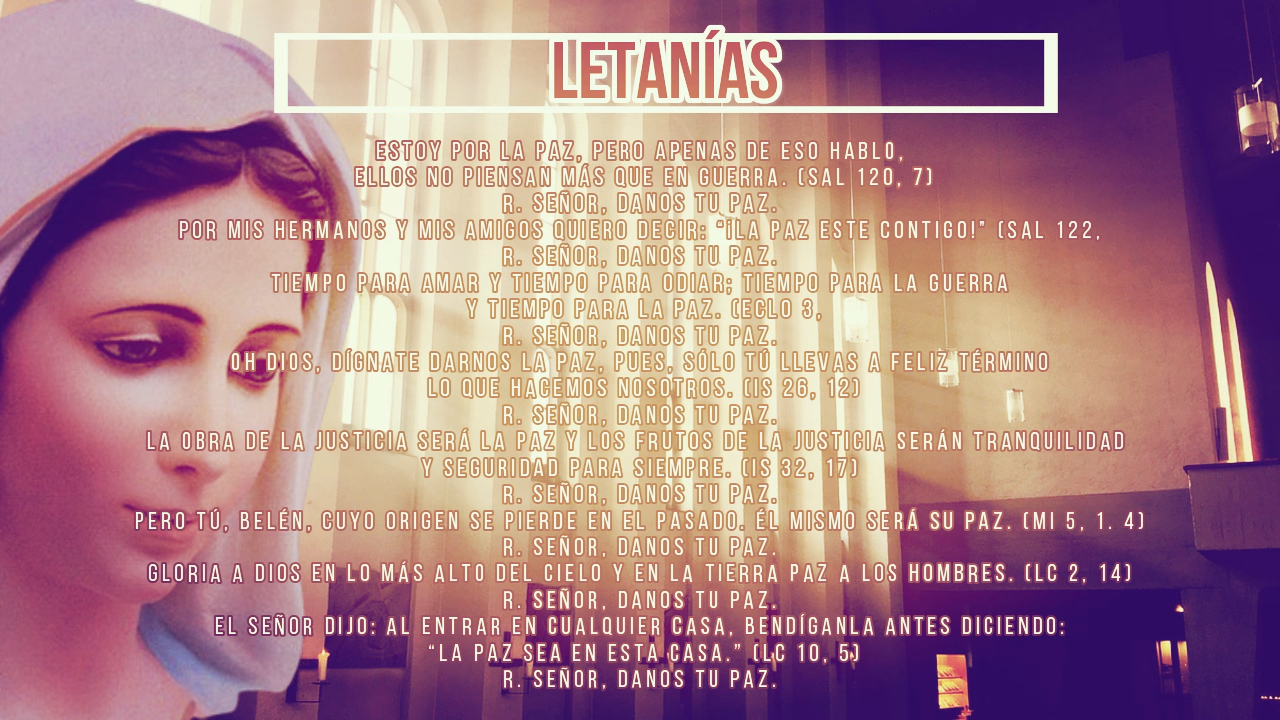 LETANÍAS
ESTOY POR LA PAZ, PERO APENAS DE ESO HABLO,
ELLOS NO PIENSAN MÁS QUE EN GUERRA. (SAL 120, 7)
R. SEÑOR, DANOS TU PAZ.
POR MIS HERMANOS Y MIS AMIGOS QUIERO DECIR: “¡LA PAZ ESTE CONTIGO!” (SAL 122,
R. SEÑOR, DANOS TU PAZ.
TIEMPO PARA AMAR Y TIEMPO PARA ODIAR; TIEMPO PARA LA GUERRA
Y TIEMPO PARA LA PAZ. (ECLO 3,
R. SEÑOR, DANOS TU PAZ.
OH DIOS, DÍGNATE DARNOS LA PAZ, PUES, SÓLO TÚ LLEVAS A FELIZ TÉRMINO
LO QUE HACEMOS NOSOTROS. (IS 26, 12)
R. SEÑOR, DANOS TU PAZ.
LA OBRA DE LA JUSTICIA SERÁ LA PAZ Y LOS FRUTOS DE LA JUSTICIA SERÁN TRANQUILIDAD
Y SEGURIDAD PARA SIEMPRE. (IS 32, 17)
R. SEÑOR, DANOS TU PAZ.
PERO TÚ, BELÉN, CUYO ORIGEN SE PIERDE EN EL PASADO. ÉL MISMO SERÁ SU PAZ. (MI 5, 1. 4)
R. SEÑOR, DANOS TU PAZ.
GLORIA A DIOS EN LO MÁS ALTO DEL CIELO Y EN LA TIERRA PAZ A LOS HOMBRES. (LC 2, 14)
R. SEÑOR, DANOS TU PAZ.
EL SEÑOR DIJO: AL ENTRAR EN CUALQUIER CASA, BENDÍGANLA ANTES DICIENDO:
“LA PAZ SEA EN ESTA CASA.” (LC 10, 5)
R. SEÑOR, DANOS TU PAZ.